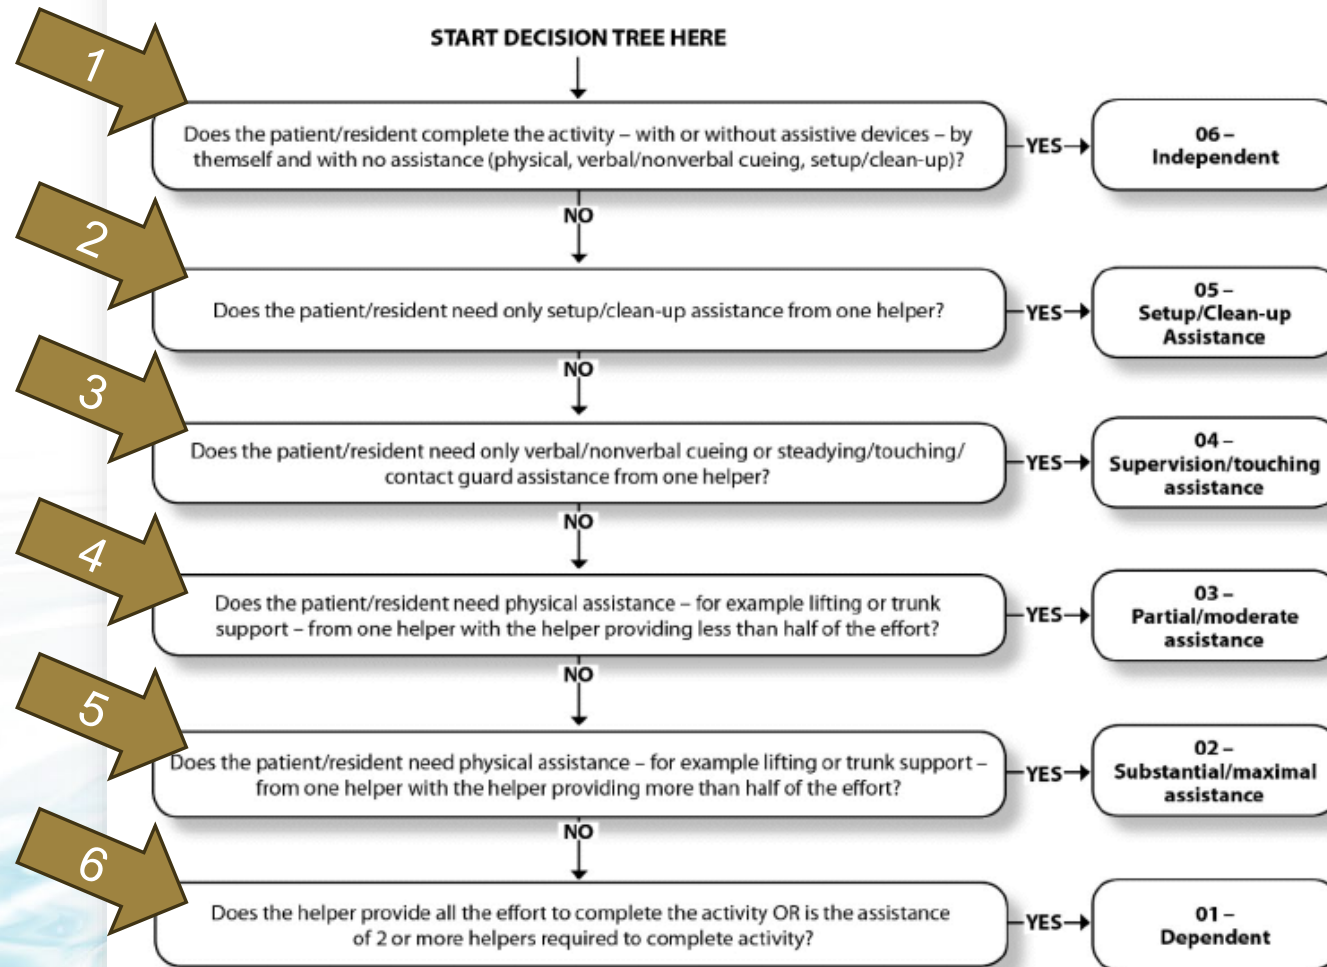 START DECISION TREE HERE
1
Does the patient/resident complete the activity – with or without assistive devices – by
themself and with no assistance (physical, verbal/nonverbal cueing, setup/clean-up)?
YES
06 –
Independent
NO
2
Does the patient/resident need only setup/clean-up assistance from one helper?
YES
05 –
Setup/Clean-up
Assistance
NO
3
Does the patient/resident need only verbal/nonverbal cueing or steadying/touching/
contact guard assistance from one helper?
YES
04 –
Supervision/touching
assistance
NO
4
Does the patient/resident need physical assistance – for example lifting or trunk
support – from one helper with the helper providing less than half of the effort?
YES
03 –
Partial/moderate
assistance
NO
5
Does the patient/resident need physical assistance – for example lifting or trunk support –
from one helper with the helper providing more than half of the effort?
YES
02 –
Substantial/maximal
assistance
NO
6
Does the helper provide all the effort to complete the activity OR is the assistance
of 2 or more helpers required to complete activity?
YES
01 –
Dependent